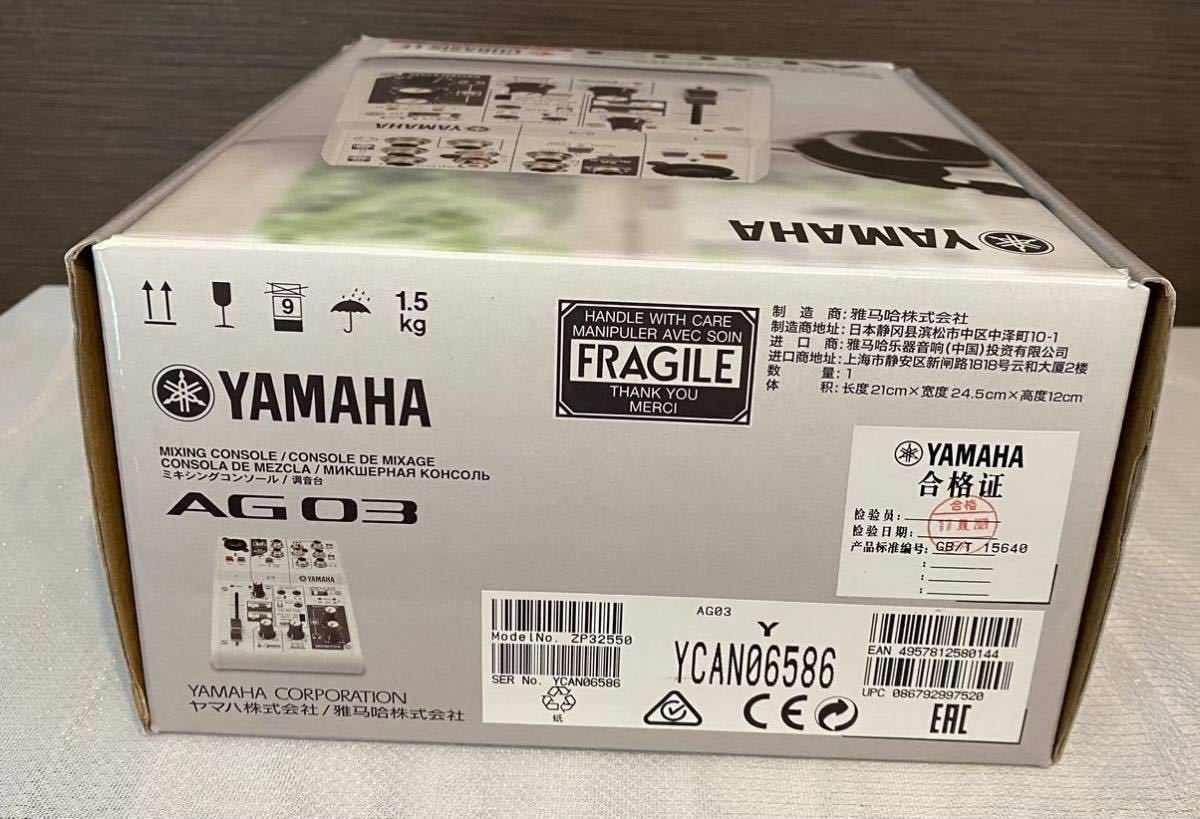 CUBASIS LE
YAMAHA
YAMAHA
9
1.5
kg
YAMAHA
MIXING CONSOLE / CONSOLE DE MIXAGE
CONSOLA DE MEZCLA / МИКШЕРНАЯ КОНСОЛЬ
ミキシングコンソール / 调音台
AG03
YAMAHA
YAMAHA CORPORATION
ヤマハ株式会社/雅马哈株式会社
HANDLE WITH CARE
MANIPULER AVEC SOIN
FRAGILE
THANK YOU
MERCI
制造商:雅马哈株式会社
制造商地址:日本静冈县滨松市中区中泽町10-1
进口商:雅马哈乐器音响(中国)投资有限公司
进口商地址:上海市静安区新闸路1818号云和大厦2楼
数量:1
体积:长度21cm×宽度24.5cm×高度12cm
YAMAHA
合格证
合格
检验员:
检验日期:
产品标准编号: GB/T 15640
ModelNo. ZP32550
SER No. YCAN06586
紙
AG03
Y
YCAN06586
CE
EAN 4957812580144
UPC 086792997520
EAC